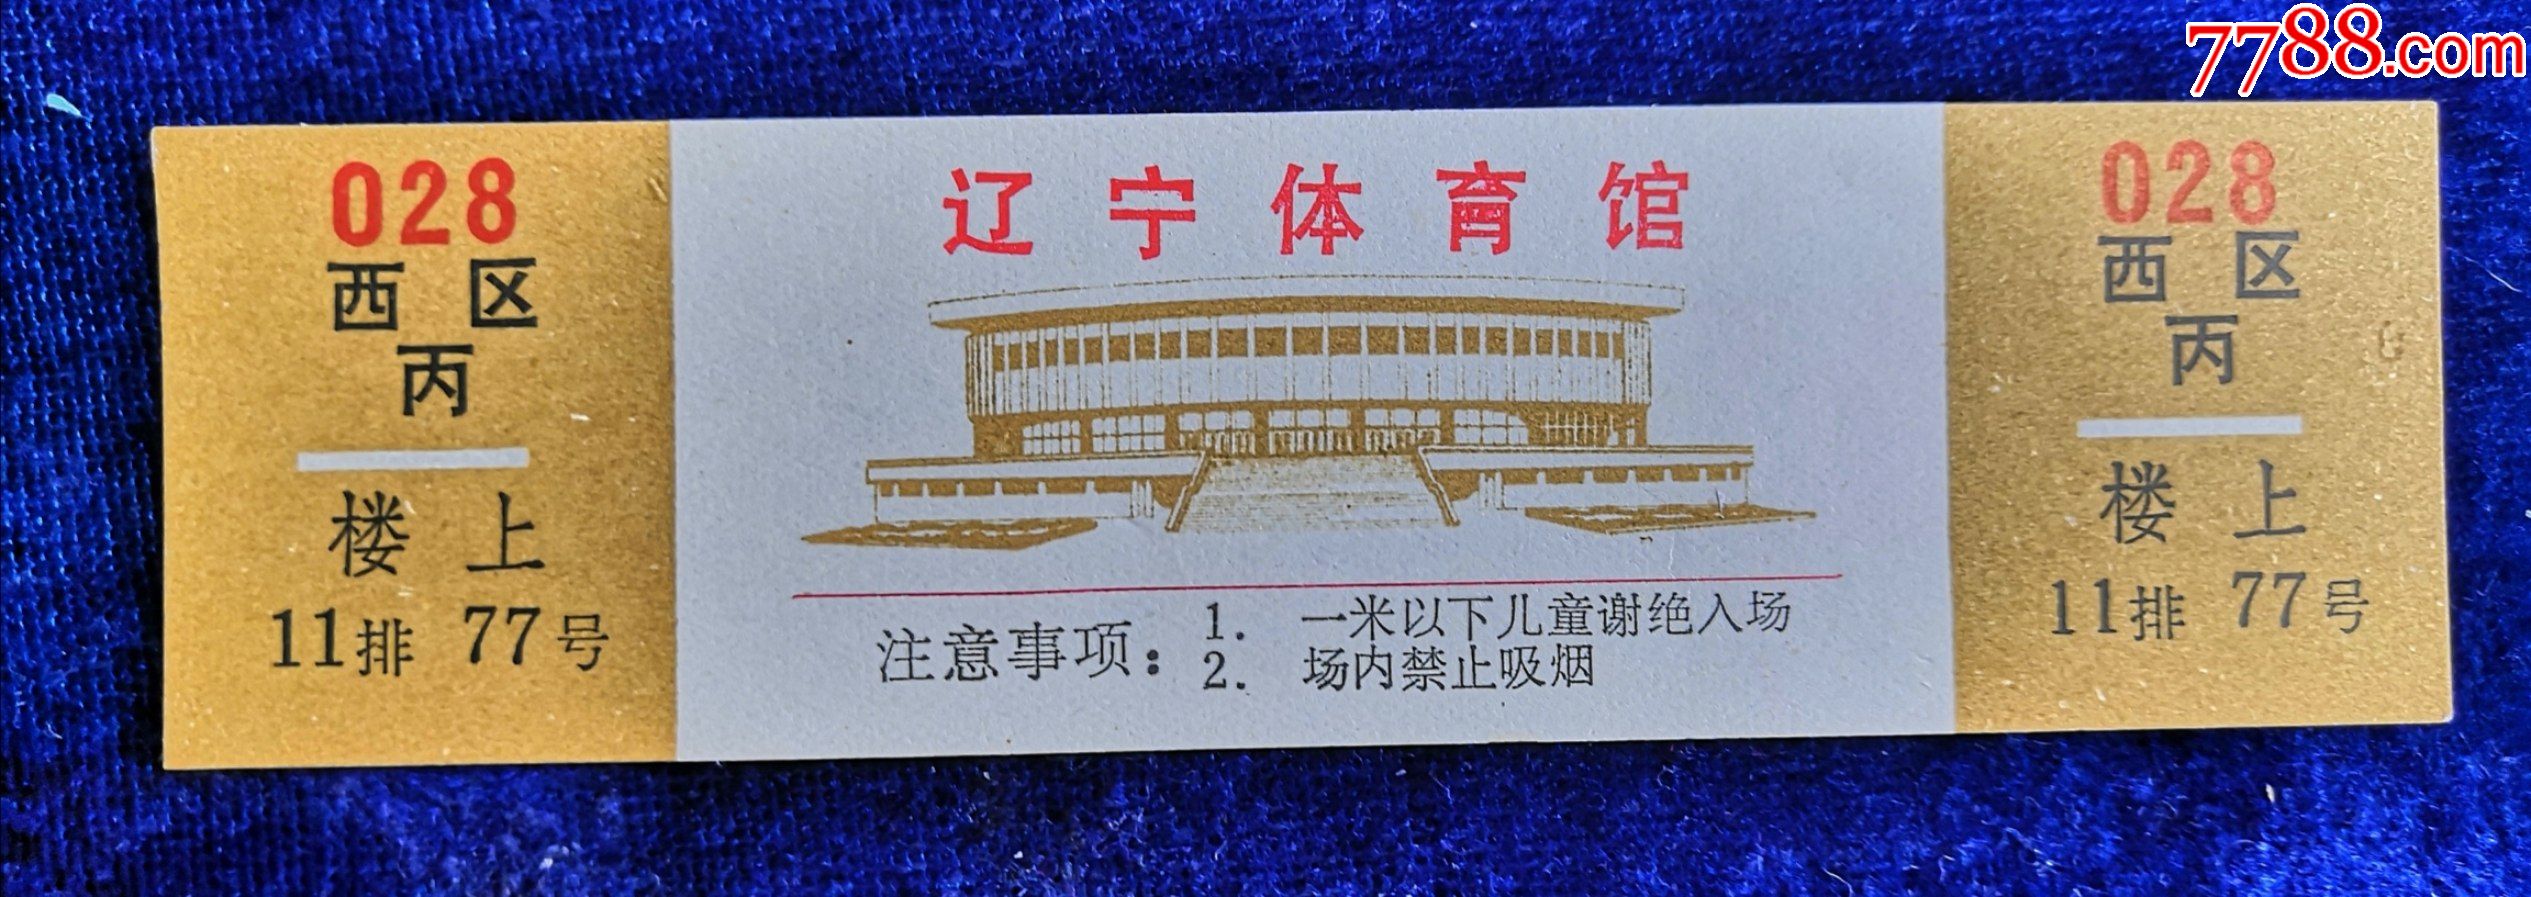 7788.com
028
西区
丙
楼上
11排 77号
辽宁体育馆
注意事项：
1. 一米以下儿童谢绝入场
2. 场内禁止吸烟
028
西区
丙
楼上
11排 77号